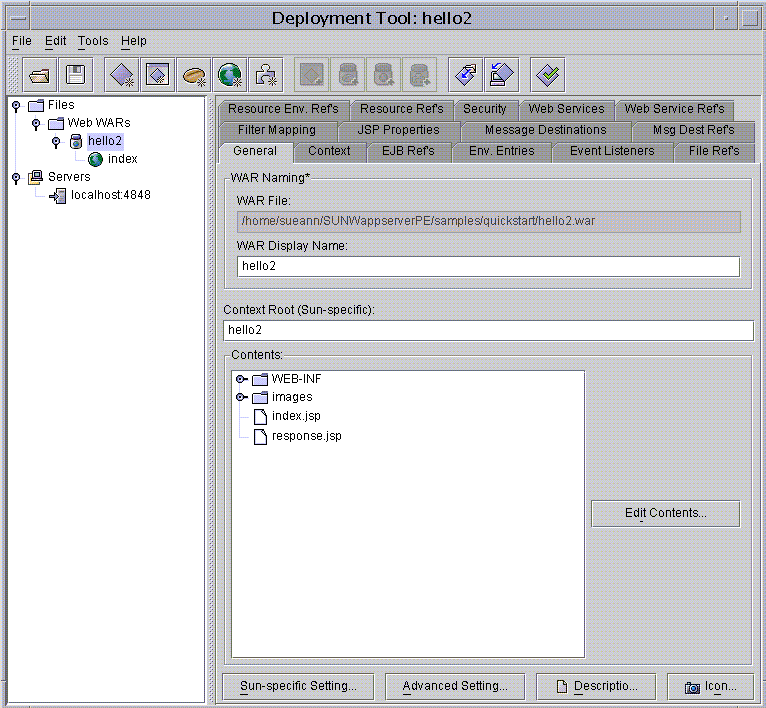 Deployment Tool: hello2
File Edit Tools Help
Files
Web WARs
hello2
index
Servers
localhost:4848
Resource Env. Ref's Resource Ref's Security Web Services Web Service Ref's
Filter Mapping JSP Properties Message Destinations Msg Dest Ref's
General Context EJB Ref's Env. Entries Event Listeners File Ref's
WAR Naming*
WAR File:
/home/sueann/SUNWappserverPE/samples/quickstart/hello2.war
WAR Display Name:
hello2
Context Root (Sun-specific):
hello2
Contents:
WEB-INF
images
index.jsp
response.jsp
Edit Contents...
Sun-specific Setting... Advanced Setting... Descriptio... Icon...